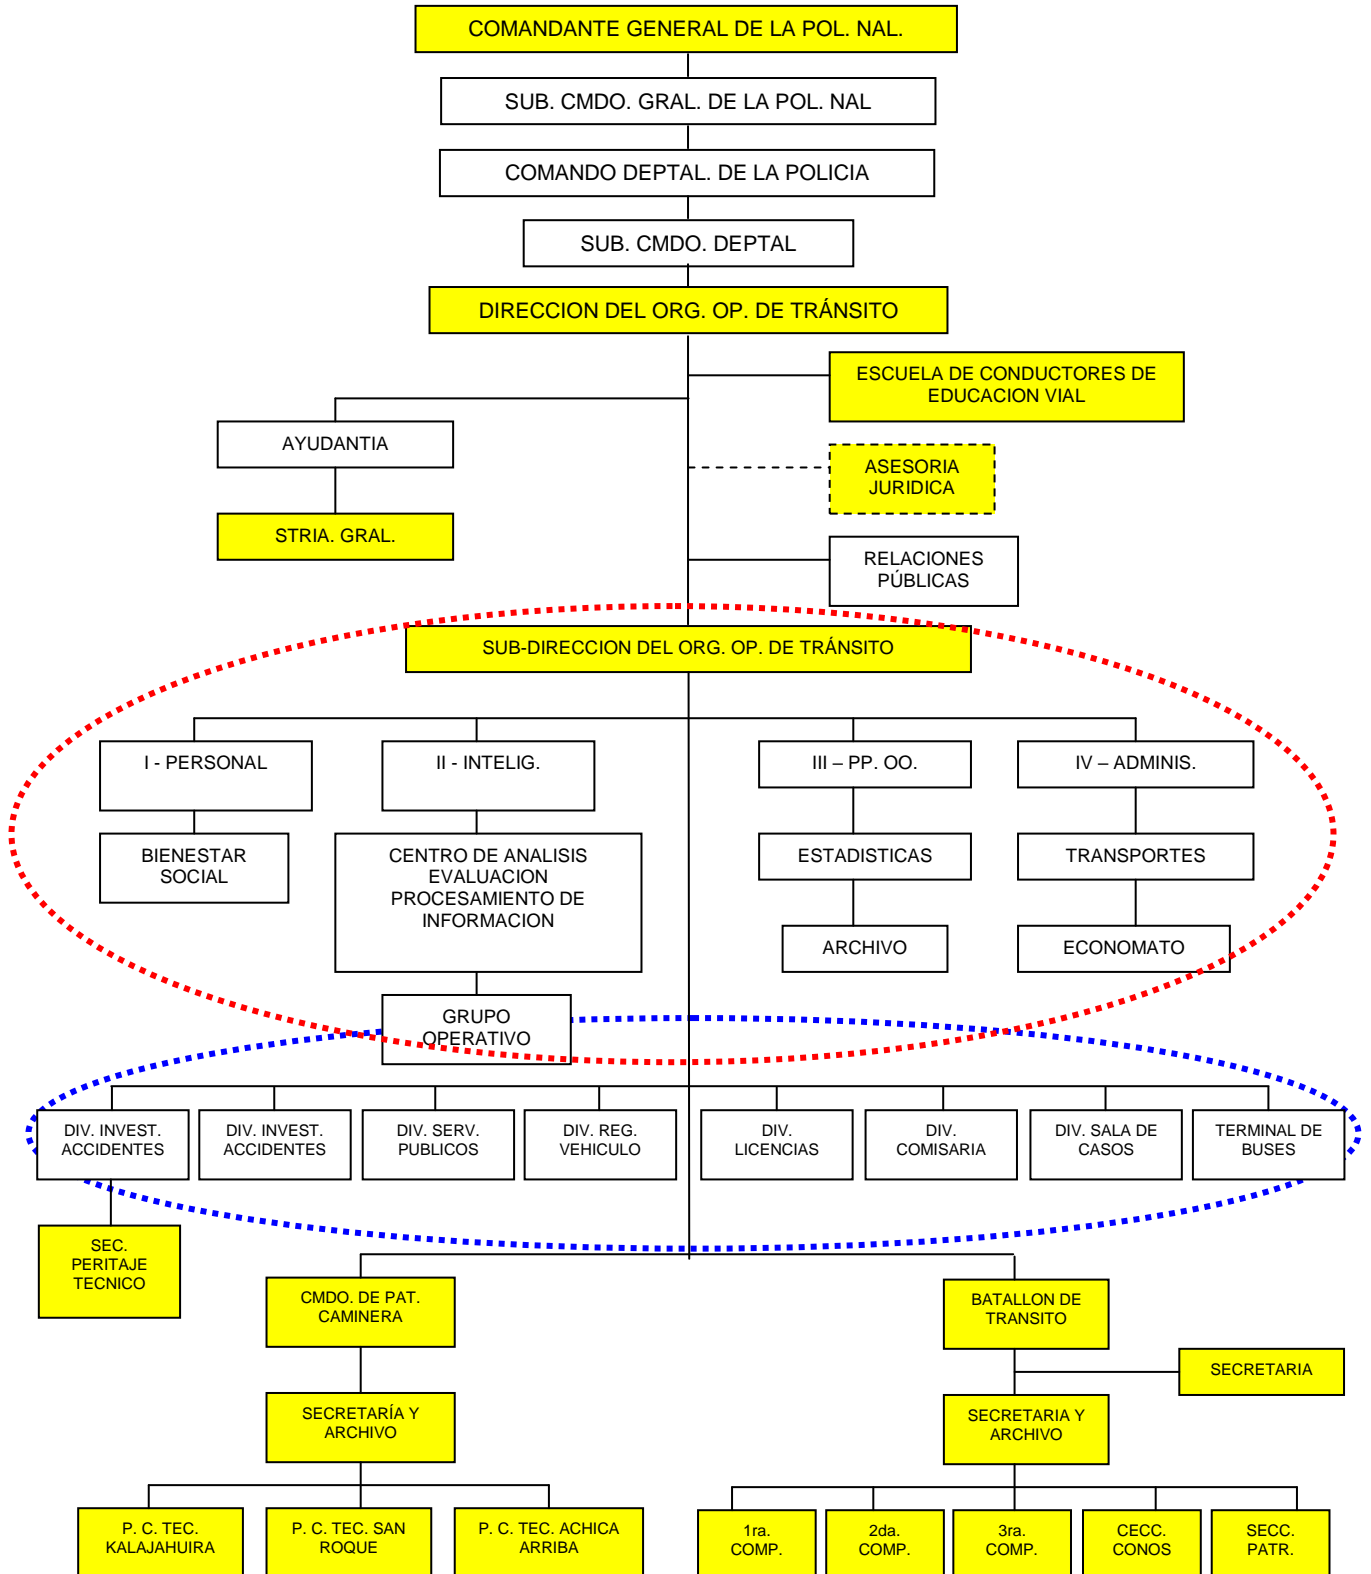 COMANDANTE GENERAL DE LA POL. NAL.
SUB. CMDO. GRAL. DE LA POL. NAL
COMANDO DEPTAL. DE LA POLICIA
SUB. CMDO. DEPTAL
DIRECCION DEL ORG. OP. DE TRÁNSITO
ESCUELA DE CONDUCTORES DE
EDUCACION VIAL
AYUDANTIA
ASESORIA
JURIDICA
STRIA. GRAL.
RELACIONES
PÚBLICAS
SUB-DIRECCION DEL ORG. OP. DE TRÁNSITO
I - PERSONAL
II - INTELIG.
III – PP. OO.
IV – ADMINIS.
BIENESTAR
SOCIAL
CENTRO DE ANALISIS
EVALUACION
PROCESAMIENTO DE
INFORMACION
ESTADISTICAS
TRANSPORTES
ARCHIVO
ECONOMATO
GRUPO
OPERATIVO
DIV. INVEST.
ACCIDENTES
DIV. INVEST.
ACCIDENTES
DIV. SERV.
PUBLICOS
DIV. REG.
VEHICULO
DIV.
LICENCIAS
DIV.
COMISARIA
DIV. SALA DE
CASOS
TERMINAL DE
BUSES
SEC.
PERITAJE
TECNICO
CMDO. DE PAT.
CAMINERA
BATALLON DE
TRANSITO
SECRETARIA
SECRETARÍA Y
ARCHIVO
SECRETARIA Y
ARCHIVO
P. C. TEC.
KALAJAHUIRA
P. C. TEC. SAN
ROQUE
P. C. TEC. ACHICA
ARRIBA
1ra.
COMP.
2da.
COMP.
3ra.
COMP.
CECC.
CONOS
SECC.
PATR.